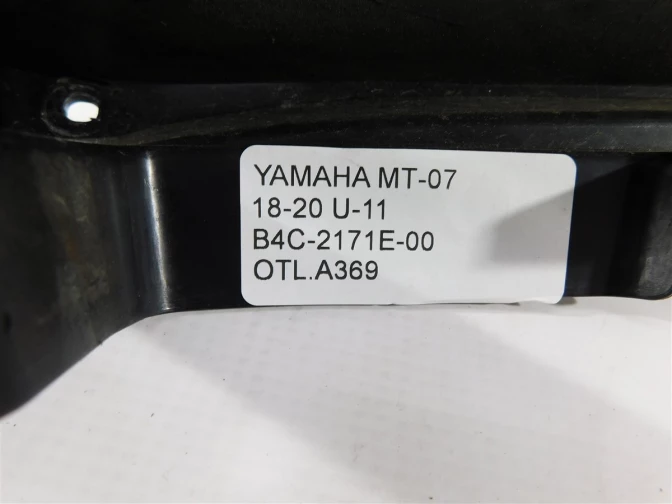 YAMAHA MT-07
18-20 U-11
B4C-2171E-00
OTL.A369